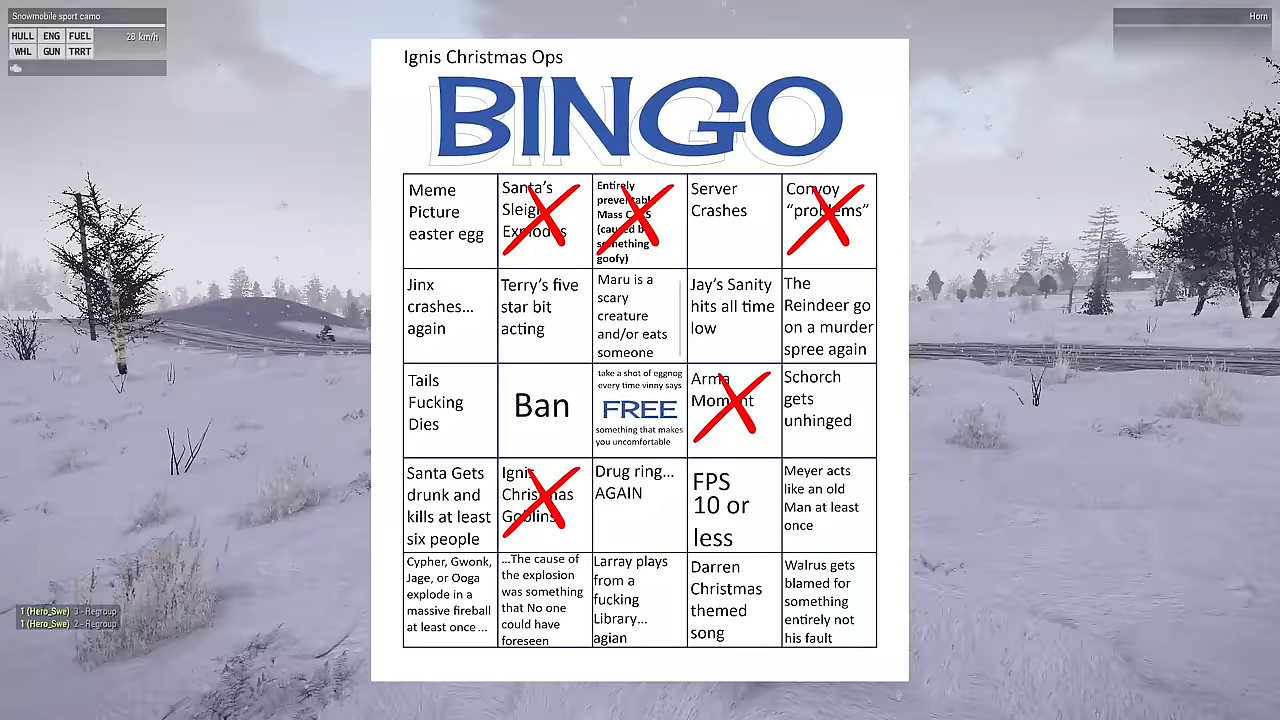 Snowmobile sport camo
HULL ENG FUEL
28 km/h
WHL GUN TRRT
Horn
Ignis Christmas Ops
BINGO
Meme
Picture
easter egg
Santa's
Sleigh
Explodes
Entirely
preventable
Mass C
(caused by
something
goofy)
Server
Crashes
Convoy
“problems”
Jinx
crashes...
again
Terry's five
star bit
acting
Maru is a
scary
creature
and/or eats
someone
Jay's Sanity
hits all time
low
The
Reindeer go
on a murder
spree again
Tails
Fucking
Dies
Ban
take a shot of eggnog
every time vinny says
FREE
something that makes
you uncomfortable
Arma
Moment
Schorch
gets
unhinged
Santa Gets
drunk and
kills at least
six people
Ignis
Christmas
Goblins
Drug ring...
AGAIN
FPS
10 or
less
Meyer acts
like an old
Man at least
once
Cypher, Gwonk,
Jage, or Ooga
explode in a
massive fireball
at least once...
...The cause of
the explosion
was something
that No one
could have
foreseen
Larray plays
from a
fucking
Library...
agian
Darren
Christmas
themed
song
Walrus gets
blamed for
something
entirely not
his fault
1 (Hero_Swe) 3 - Regroup
1 (Hero_Swe) 2 - Regroup